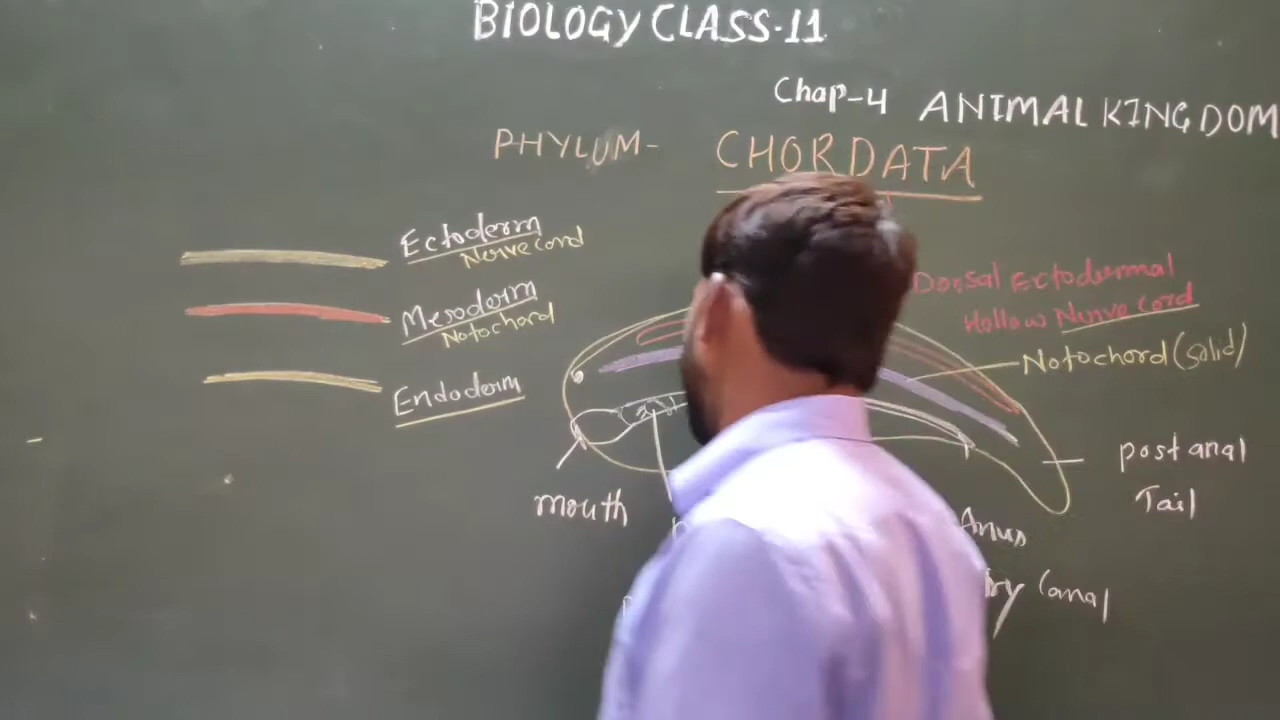 BIOLOGY CLASS-11
Chap-4 ANIMAL KINGDOM
PHYLUM- CHORDATA
Ectoderm
Nerve cord
Mesoderm
Notochord
Endoderm
Dorsal Ectodermal
Hollow Nerve Cord
Notochord (Solid)
post anal
Tail
mouth
Anus
Canal